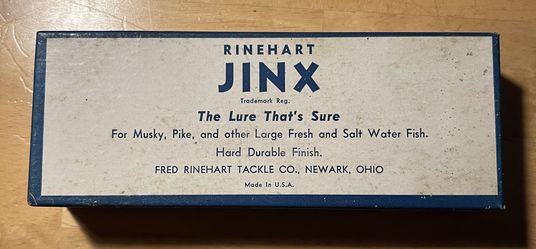 RINEHART
JINX
Trademark Reg.
The Lure That's Sure
For Musky, Pike, and other Large Fresh and Salt Water Fish.
Hard Durable Finish.
FRED RINEHART TACKLE CO., NEWARK, OHIO
Made In U.S.A.